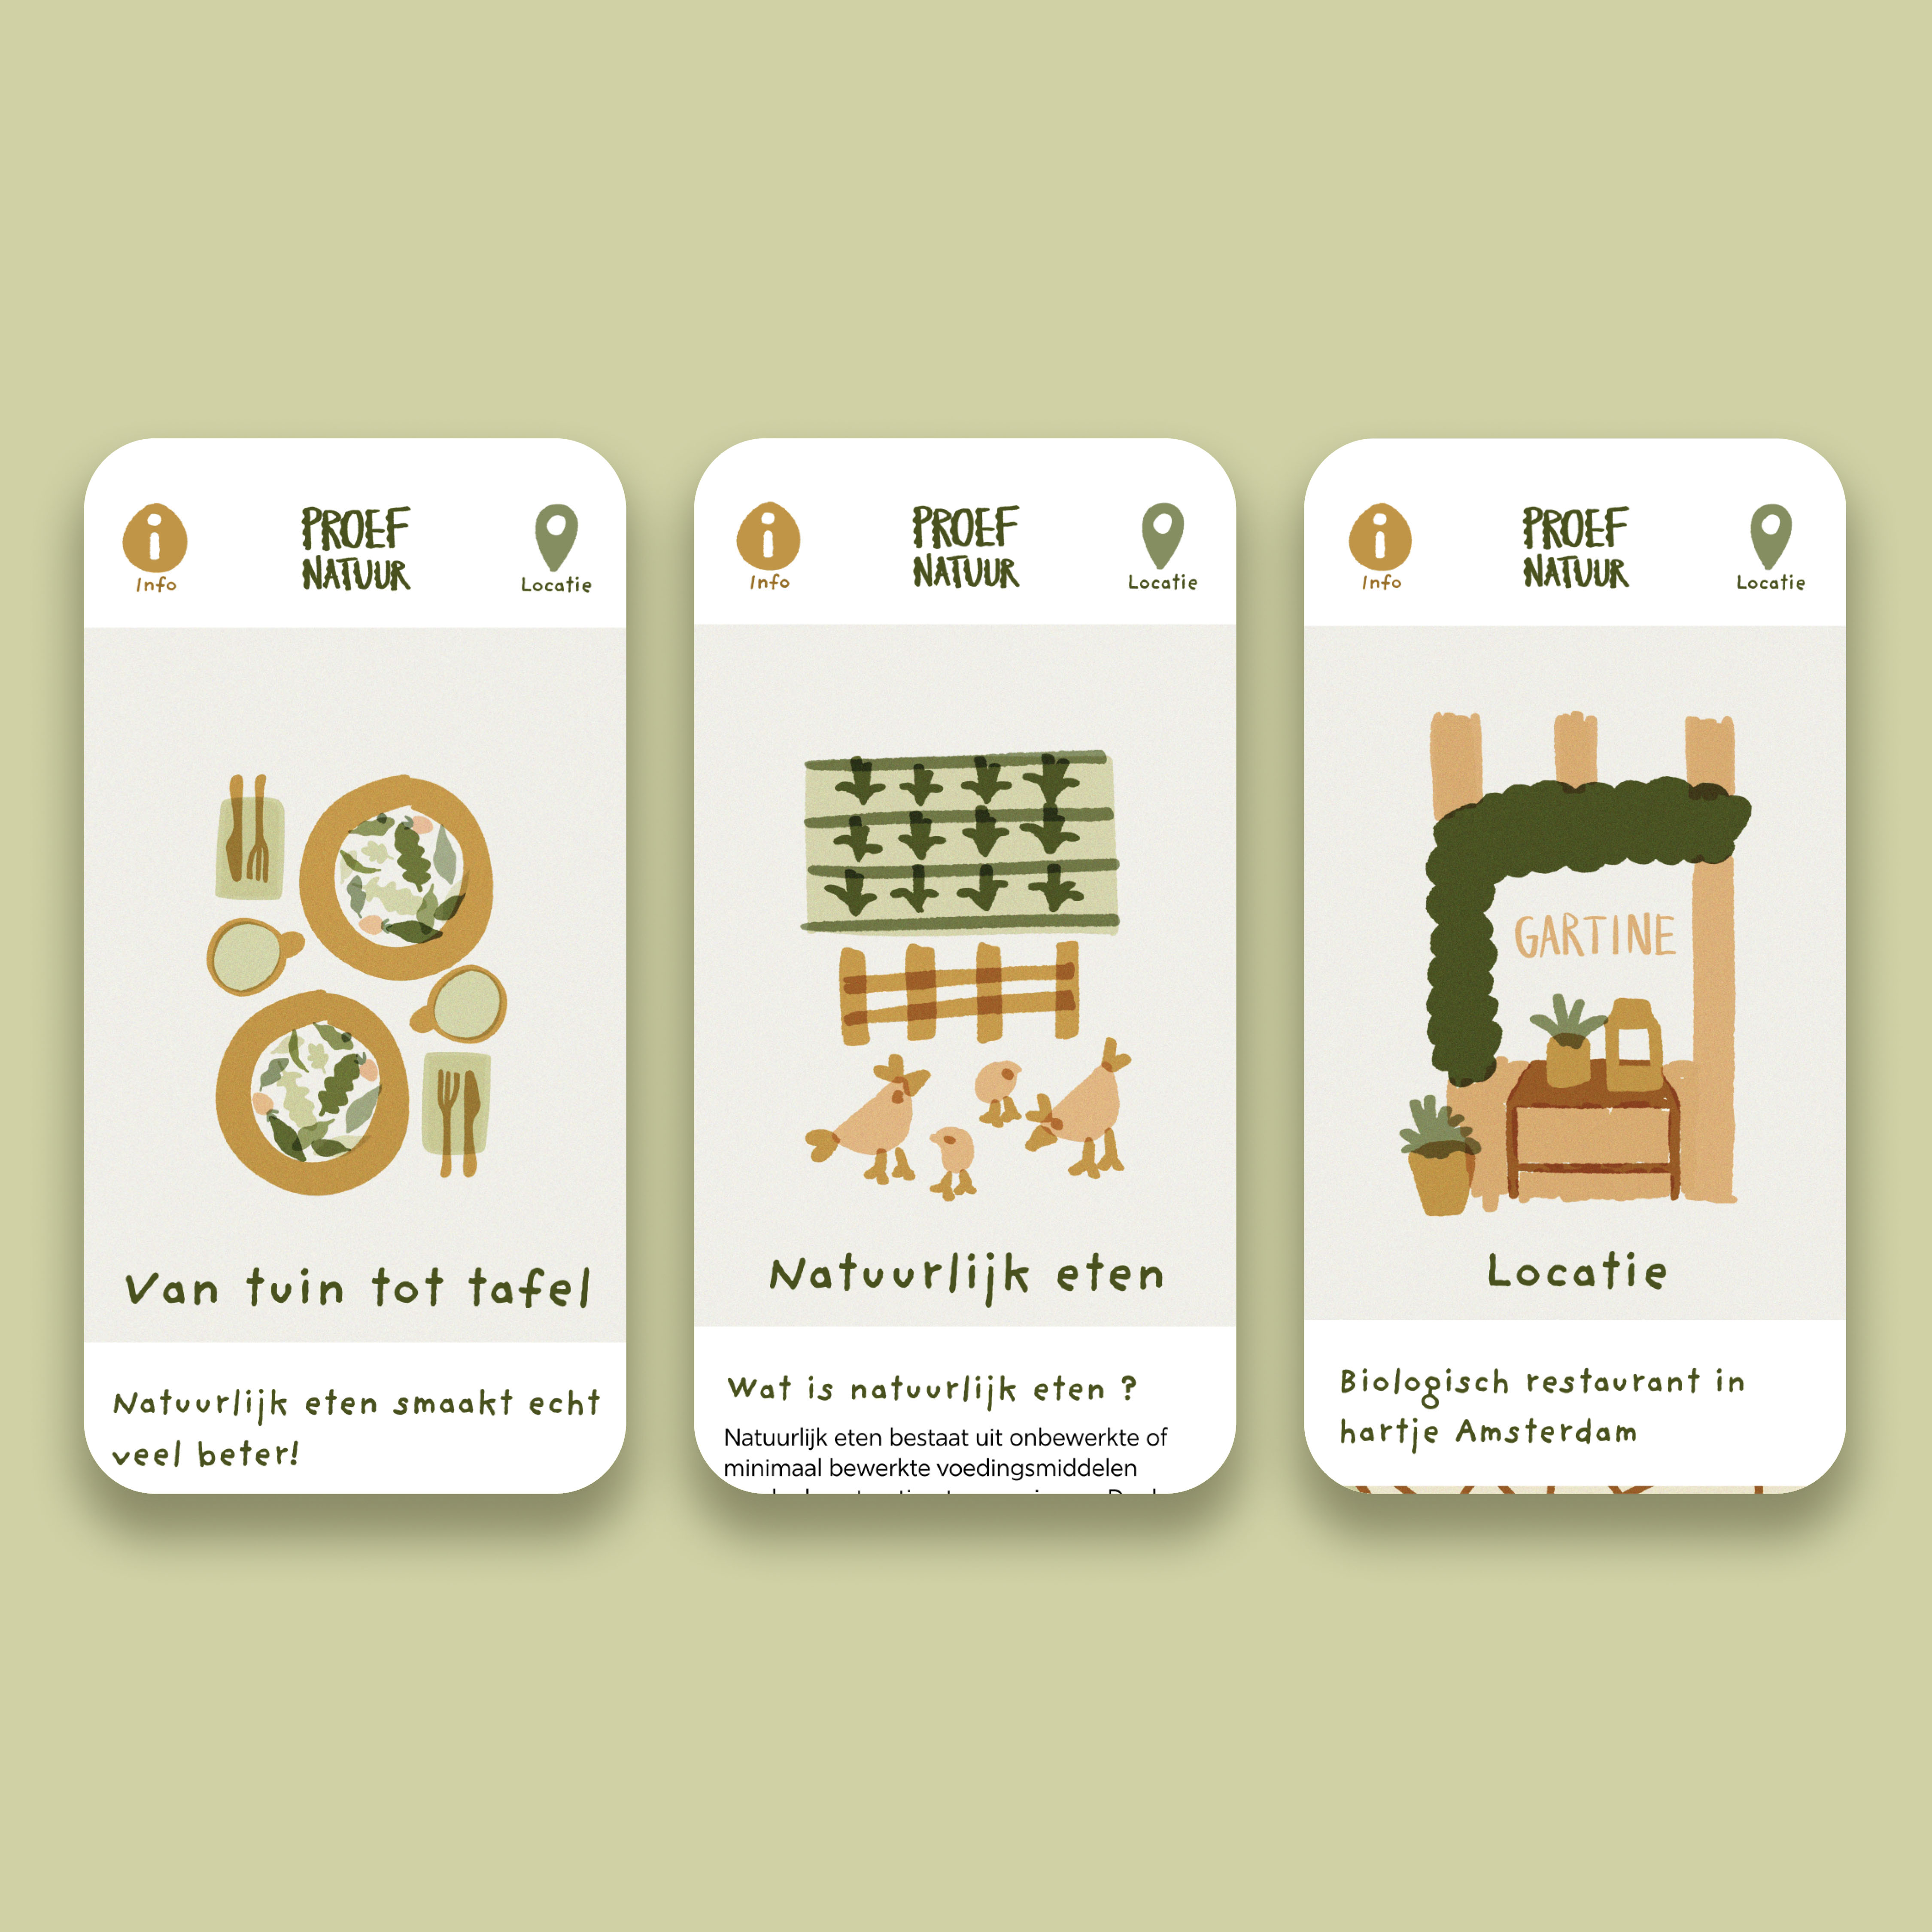 Info
PROEF
NATUUR
Locatie
Van tuin tot tafel
Natuurlijk eten smaakt echt
veel beter!
Info
PROEF
NATUUR
Locatie
Natuurlijk eten
Wat is natuurlijk eten ?
Natuurlijk eten bestaat uit onbewerkte of
minimaal bewerkte voedingsmiddelen
Info
PROEF
NATUUR
Locatie
GARTINE
Locatie
Biologisch restaurant in
hartje Amsterdam